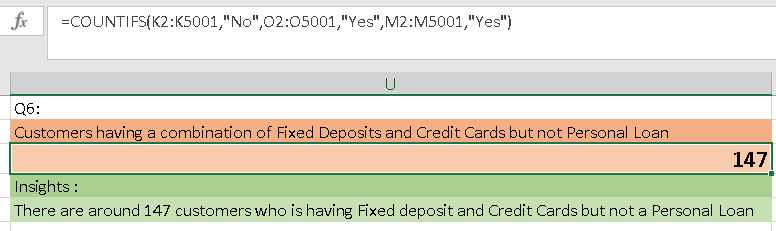 fx =COUNTIFS(K2:K5001,"No",O2:O5001,"Yes",M2:M5001,"Yes")
U
Q6:
Customers having a combination of Fixed Deposits and Credit Cards but not Personal Loan
147
Insights :
There are around 147 customers who is having Fixed deposit and Credit Cards but not a Personal Loan